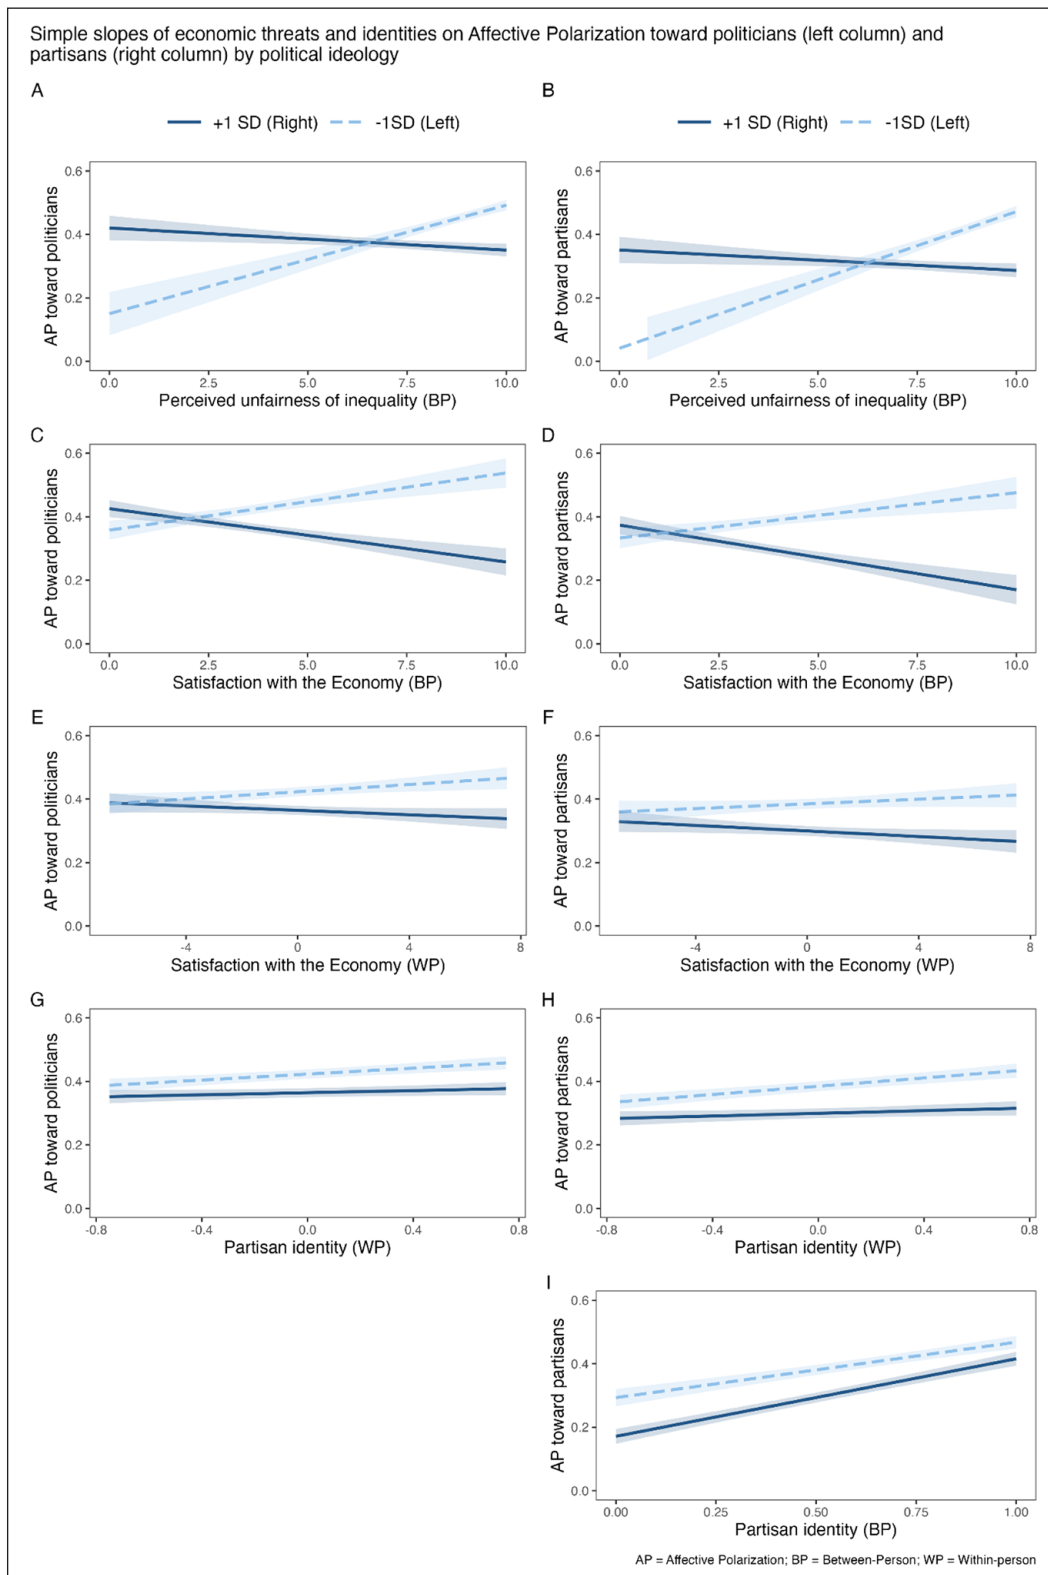 Simple slopes of economic threats and identities on Affective Polarization toward politicians (left column) and
partisans (right column) by political ideology
A
+1 SD (Right) -1SD (Left)
AP toward politicians
0.6
0.4
0.2
0.0
0.0 2.5 5.0 7.5 10.0
Perceived unfairness of inequality (BP)
B
+1 SD (Right) -1SD (Left)
AP toward partisans
0.6
0.4
0.2
0.0
0.0 2.5 5.0 7.5 10.0
Perceived unfairness of inequality (BP)
C
AP toward politicians
0.6
0.4
0.2
0.0
0.0 2.5 5.0 7.5 10.0
Satisfaction with the Economy (BP)
D
AP toward partisans
0.6
0.4
0.2
0.0
0.0 2.5 5.0 7.5 10.0
Satisfaction with the Economy (BP)
E
AP toward politicians
0.6
0.4
0.2
0.0
-4 0 4 8
Satisfaction with the Economy (WP)
F
AP toward partisans
0.6
0.4
0.2
0.0
-4 0 4 8
Satisfaction with the Economy (WP)
G
AP toward politicians
0.6
0.4
0.2
0.0
-0.8 -0.4 0.0 0.4 0.8
Partisan identity (WP)
H
AP toward partisans
0.6
0.4
0.2
0.0
-0.8 -0.4 0.0 0.4 0.8
Partisan identity (WP)
I
AP toward partisans
0.6
0.4
0.2
0.0
0.00 0.25 0.50 0.75 1.00
Partisan identity (BP)
AP = Affective Polarization; BP = Between-Person; WP = Within-person